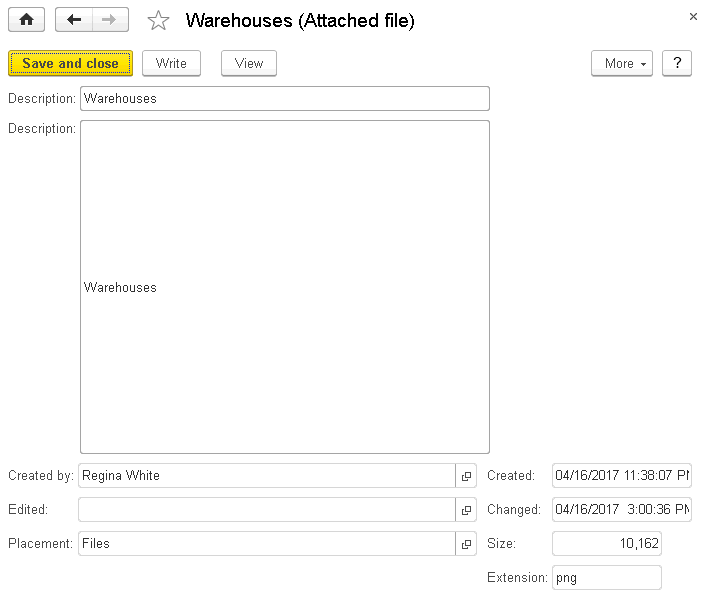 Warehouses (Attached file)
Save and close Write View More ?
Description: Warehouses
Description: Warehouses
Created by: Regina White Created: 04/16/2017 11:38:07 PM
Edited: Changed: 04/16/2017 3:00:36 PM
Placement: Files Size: 10,162
Extension: png